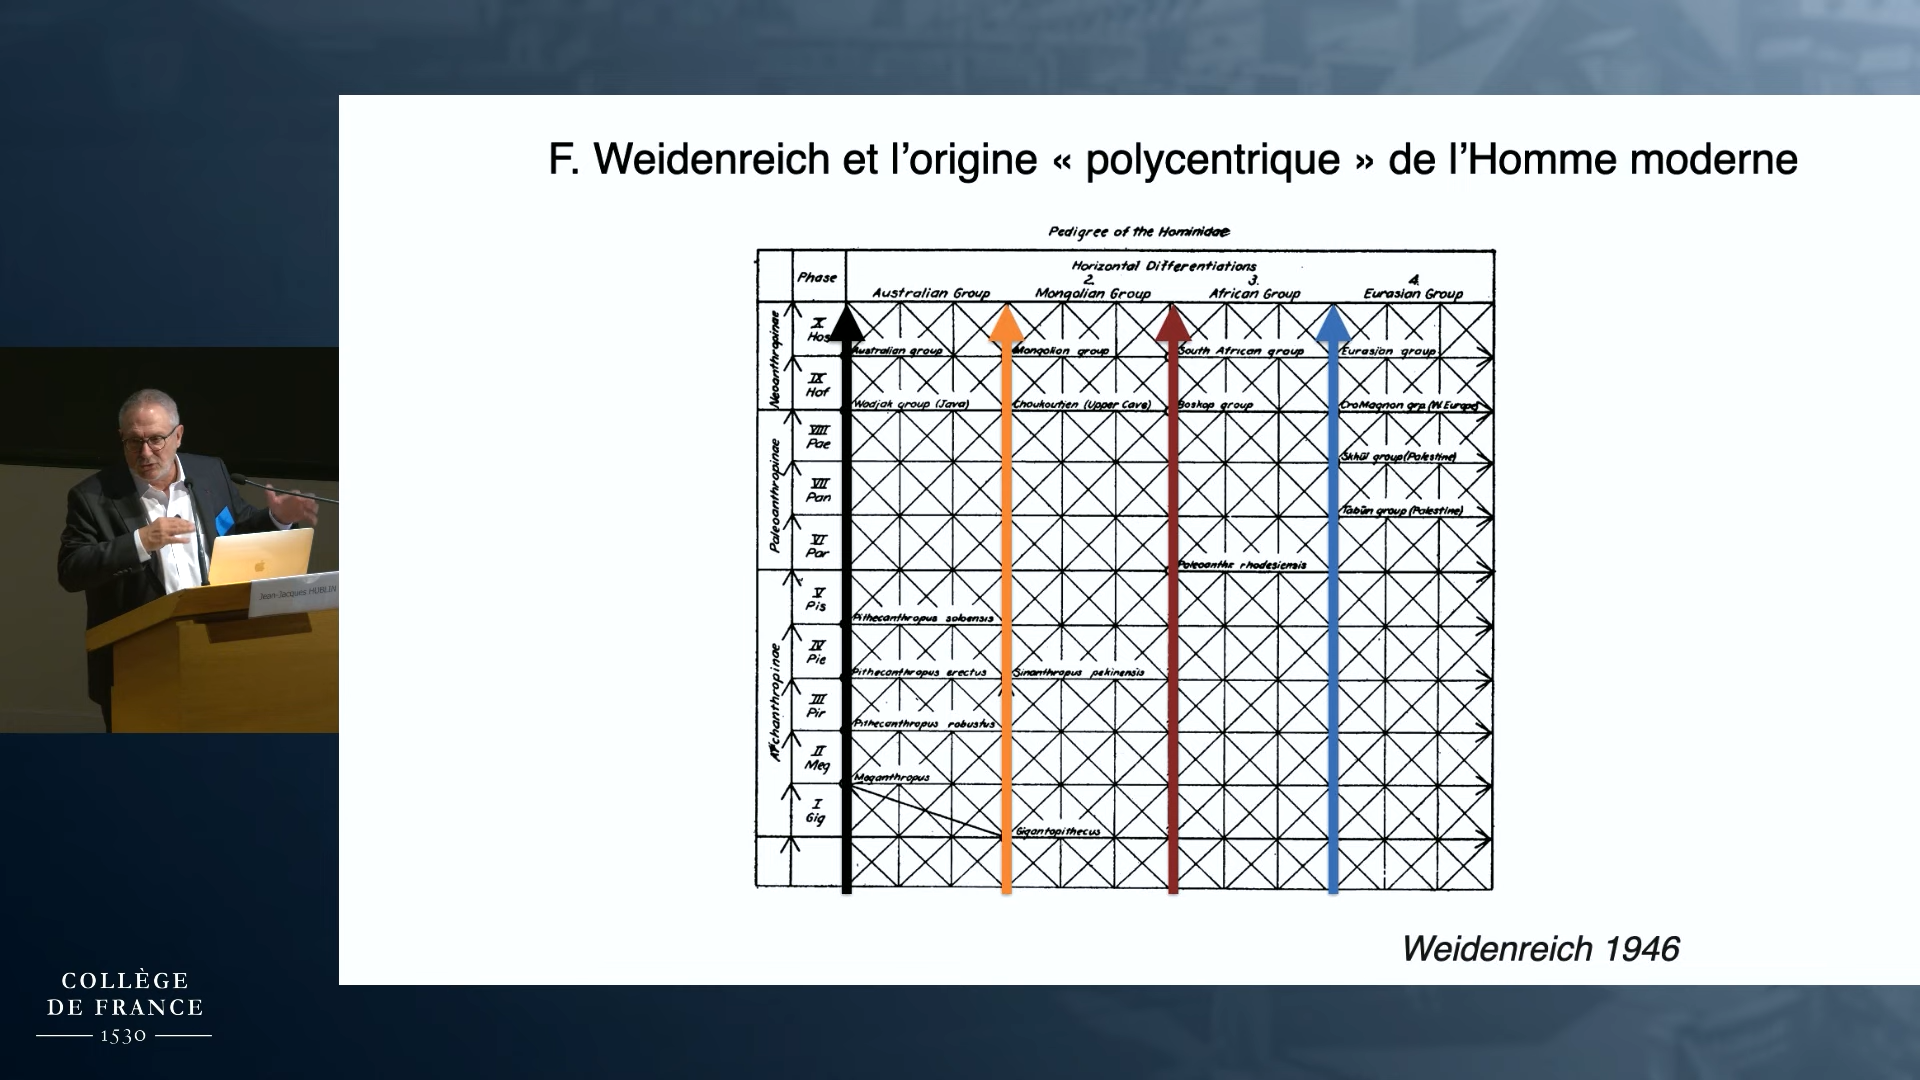 F. Weidenreich et l’origine « polycentrique » de l’Homme moderne
Pedigree of the Hominidae
Phase
Horizontal Differentiations
2. 3. 4.
Australian Group Mongolian Group African Group Eurasian Group
Neoanthropinae
X
Hos
Australian group Mongolian group South African group Eurasian group
IX
Hof
Wadjak group (Java) Choukoutien (Upper Cave) Boskop group CroMagnon grp (W. Europe)
Paleoanthropinae
VIII
Pae
Skhūl group (Palestine)
VII
Pan
Tabūn group (Palestine)
VI
Par
Paleoanthr. rhodesiensis
Archanthropinae
V
Pis
Pithecanthropus soloensis
IV
Pie
Pithecanthropus erectus Sinanthropus pekinensis
III
Pir
Pithecanthropus robustus
II
Meg
Meganthropus
I
Gig
Gigantopithecus
Weidenreich 1946
Jean-Jacques HUBLIN
COLLÈGE
DE FRANCE
1530